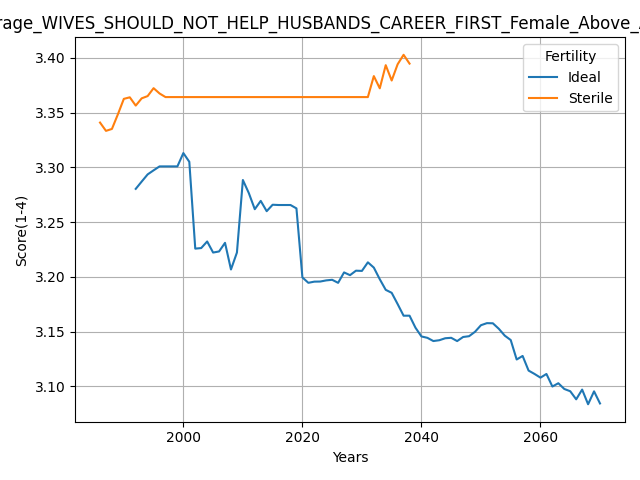 rage_WIVES_SHOULD_NOT_HELP_HUSBANDS_CAREER_FIRST_Female_Above_
Fertility
Ideal
Sterile
3.40
3.35
3.30
3.25
3.20
3.15
3.10
Score(1-4)
2000 2020 2040 2060
Years